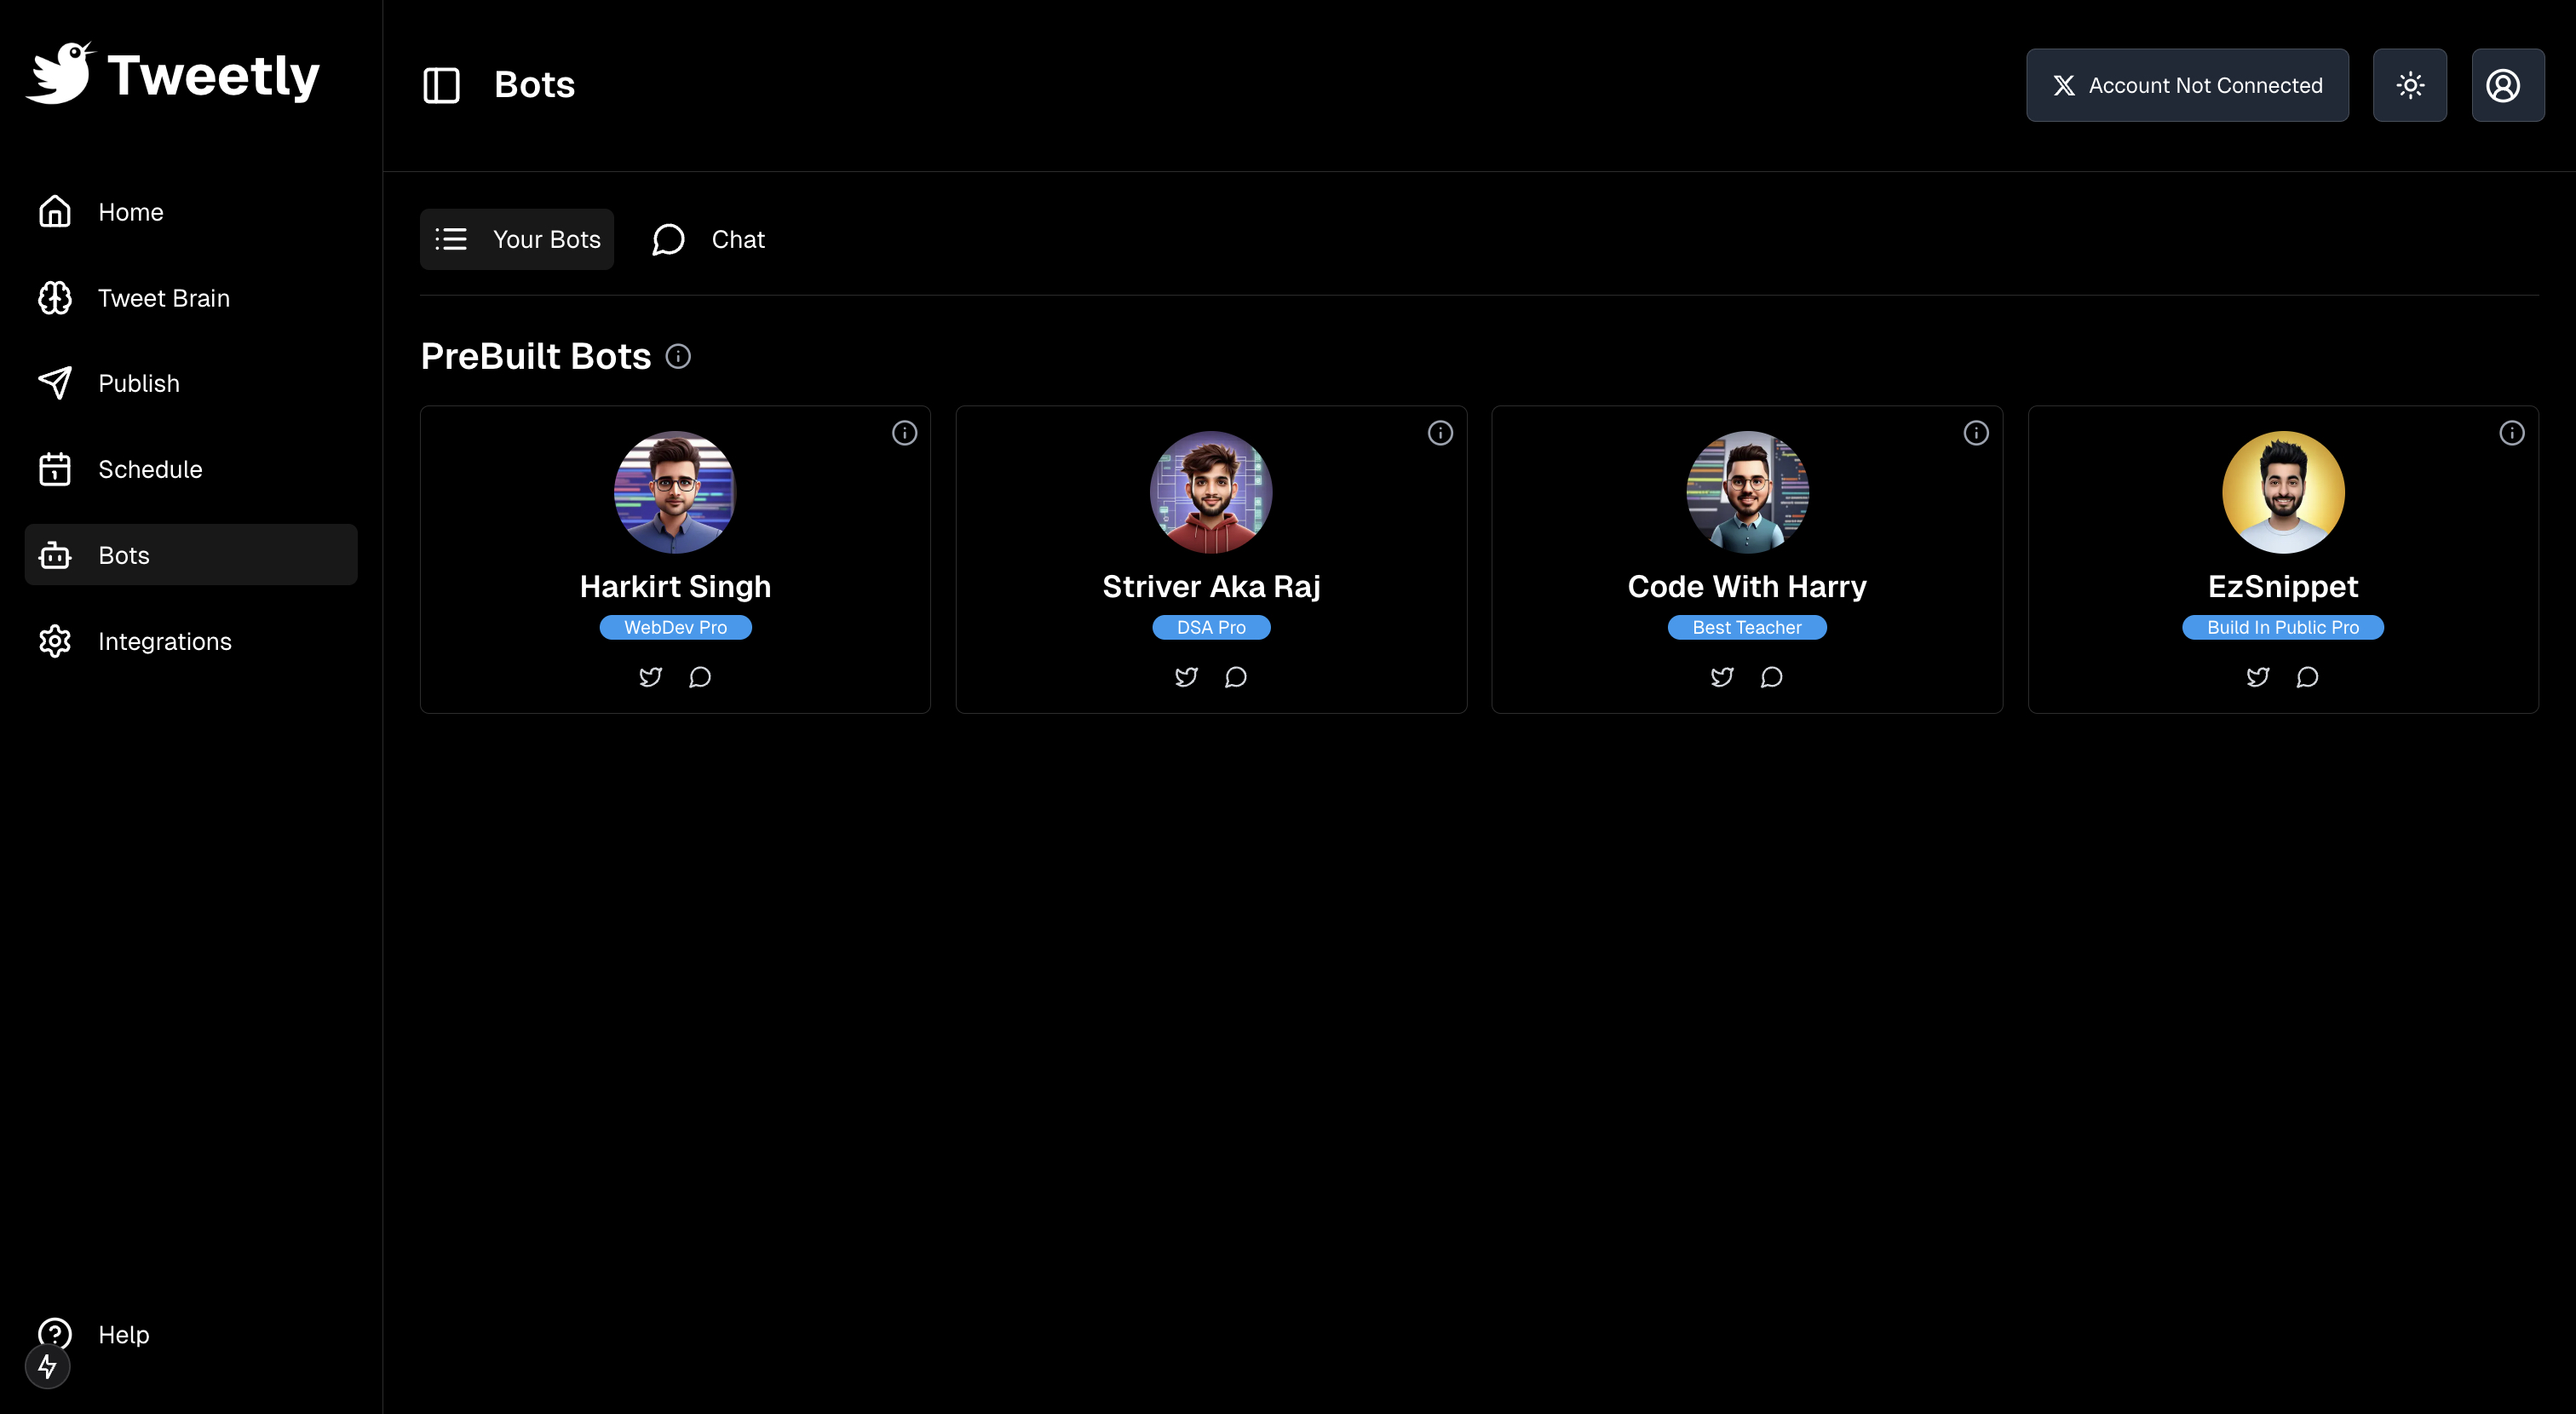 Tweetly
Home
Tweet Brain
Publish
Schedule
Bots
Integrations
Help
Bots
Account Not Connected
Your Bots
Chat
PreBuilt Bots
Harkirt Singh
WebDev Pro
Striver Aka Raj
DSA Pro
Code With Harry
Best Teacher
EzSnippet
Build In Public Pro